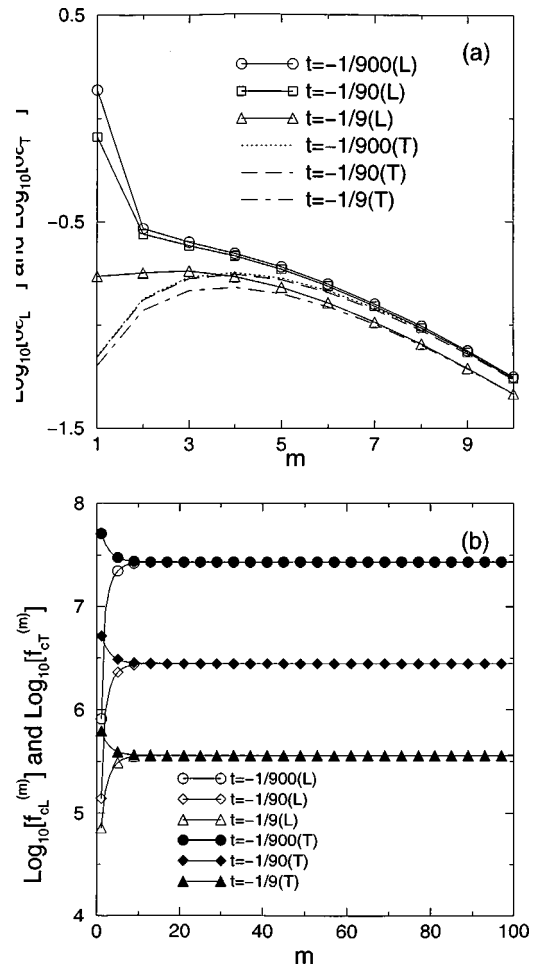 0.5
(a)
t=−1/900(L)
t=−1/90(L)
t=−1/9(L)
t=−1/900(T)
t=−1/90(T)
t=−1/9(T)
−0.5
−1.5
1 3 5 7 9
m
8
(b)
7
6
5
4
Log₁₀[f_cL^(m)] and Log₁₀[f_cT^(m)]
t=−1/900(L)
t=−1/90(L)
t=−1/9(L)
t=−1/900(T)
t=−1/90(T)
t=−1/9(T)
0 20 40 60 80 100
m